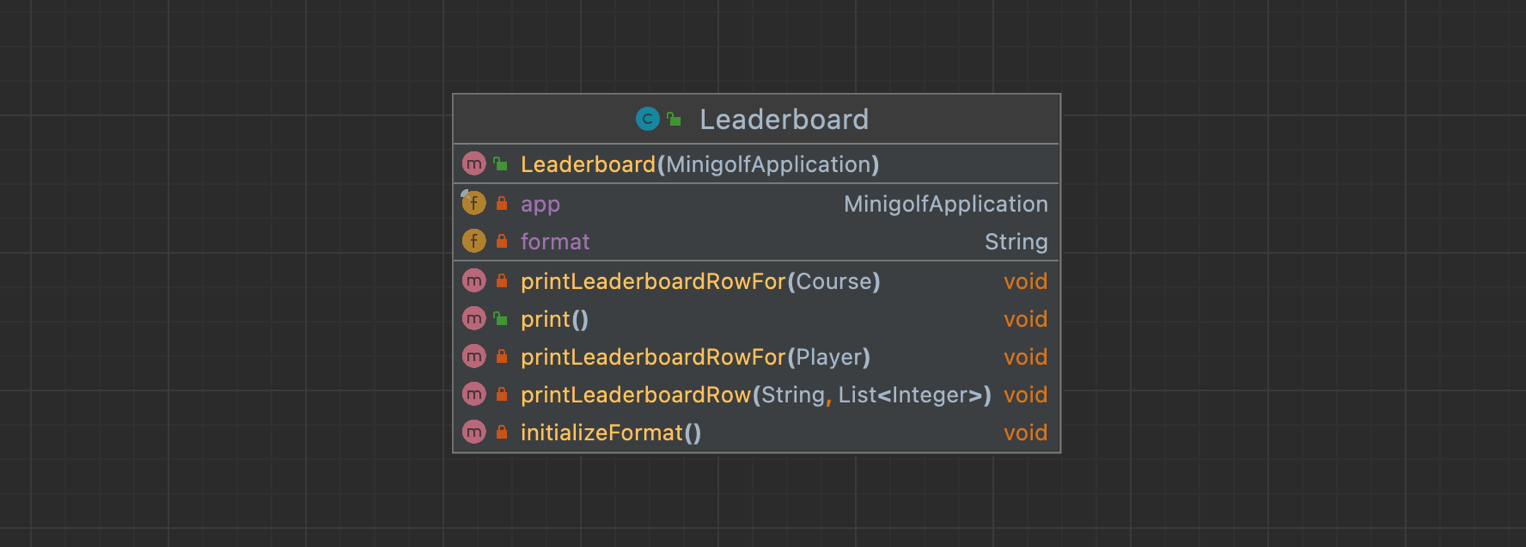 C Leaderboard
m Leaderboard(MinigolfApplication)
f app MinigolfApplication
f format String
m printLeaderboardRowFor(Course) void
m print() void
m printLeaderboardRowFor(Player) void
m printLeaderboardRow(String, List<Integer>) void
m initializeFormat() void